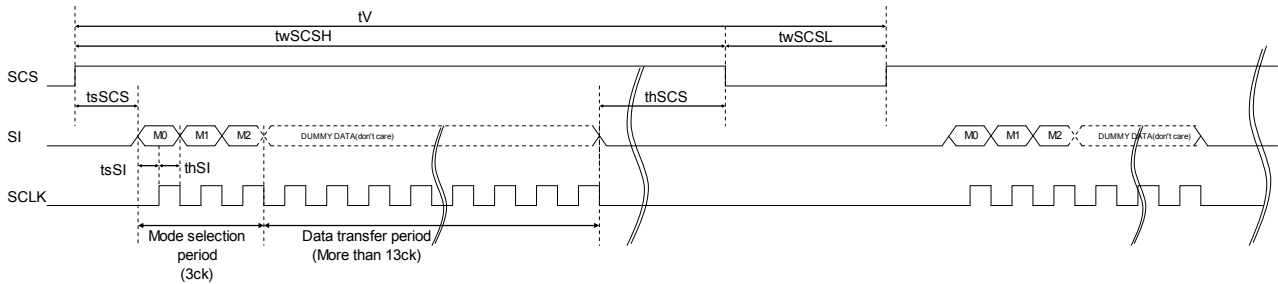 tV
twSCSH
twSCSL
SCS
tsSCS
thSCS
SI
M0
M1
M2
DUMMY DATA(don't care)
M0
M1
M2
DUMMY DATA(don't care)
tsSI
thSI
SCLK
Mode selection
period
(3ck)
Data transfer period
(More than 13ck)